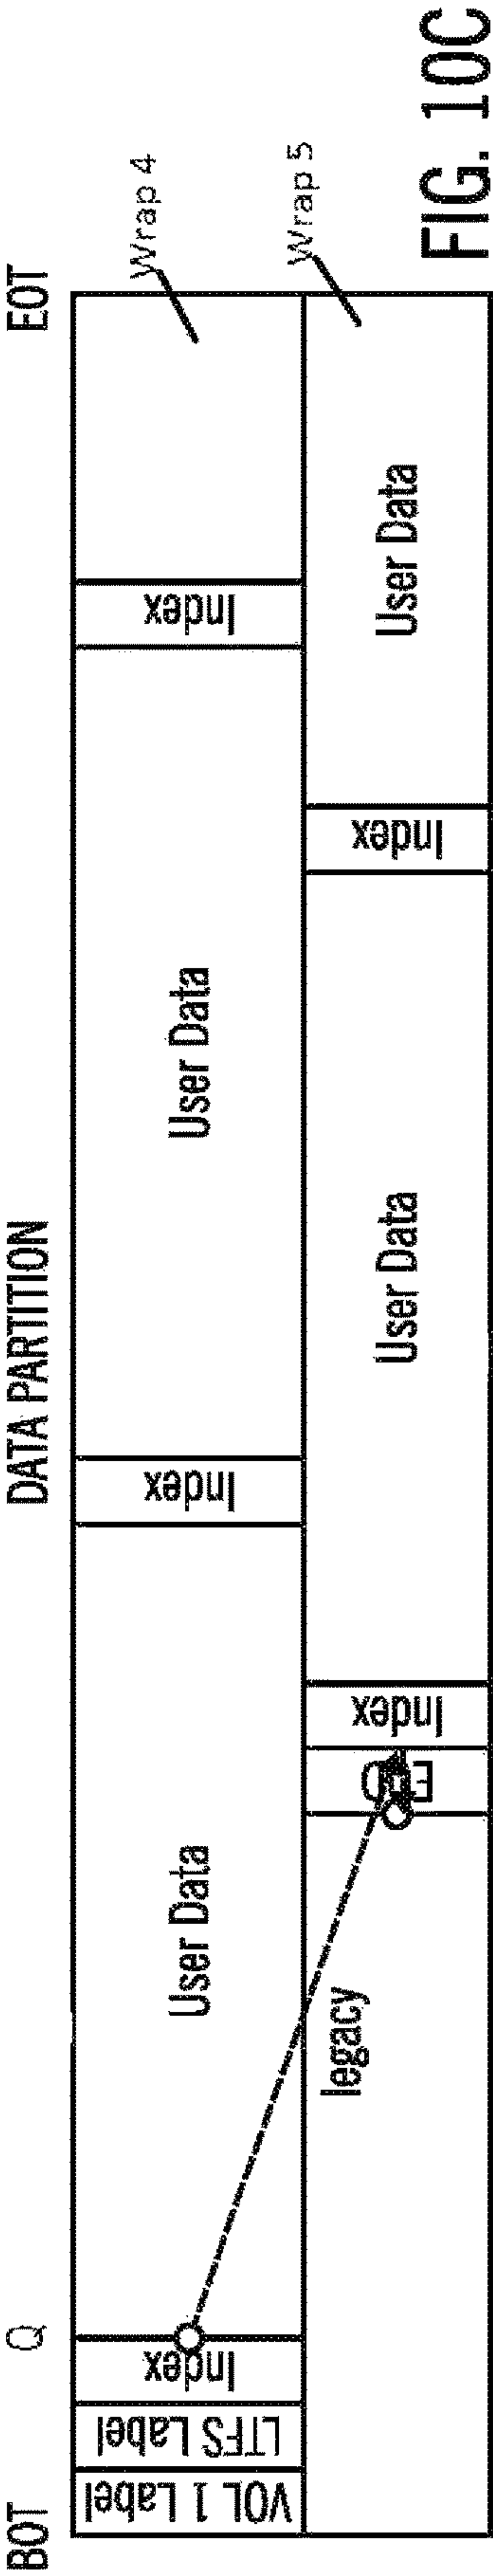 BOT Q DATA PARTITION EOT
VOL 1 Label LTFS Label Index User Data Index User Data Index
Wrap 4
legacy
Index User Data Index User Data
Wrap 5
FIG. 10C